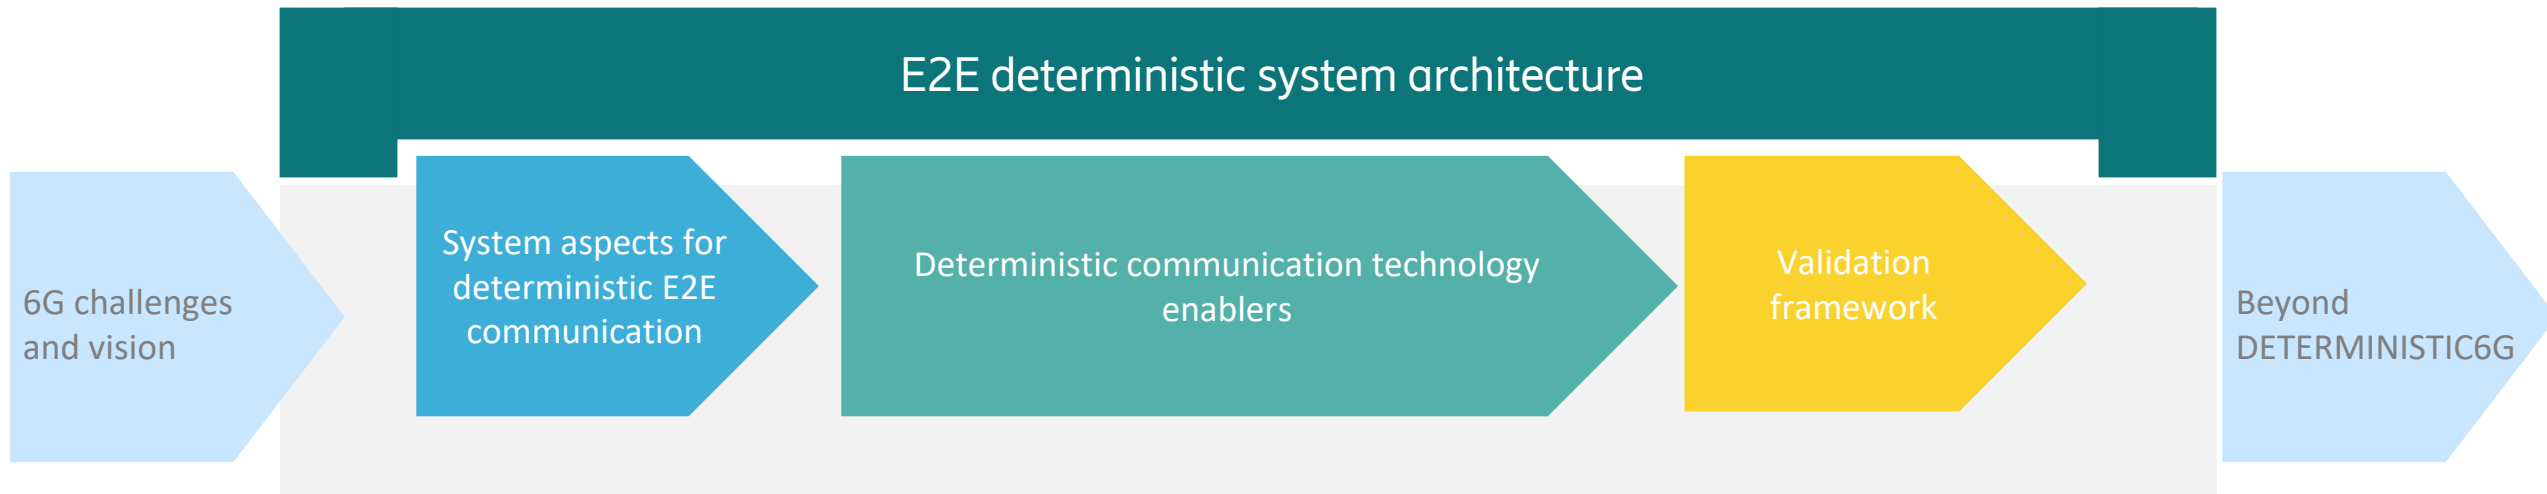 E2E deterministic system architecture
6G challenges
and vision
System aspects for
deterministic E2E
communication
Deterministic communication technology
enablers
Validation
framework
Beyond
DETERMINISTIC6G